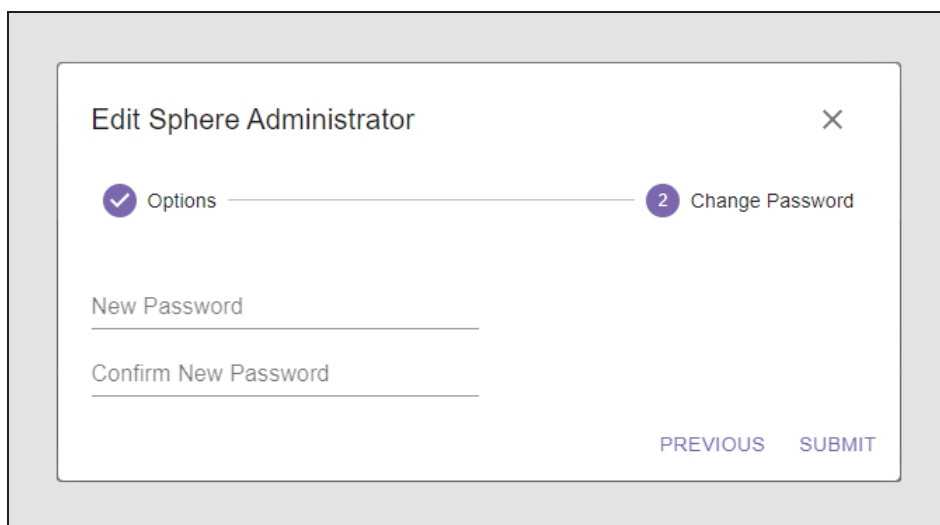 Edit Sphere Administrator
Options
2 Change Password
New Password
Confirm New Password
PREVIOUS SUBMIT